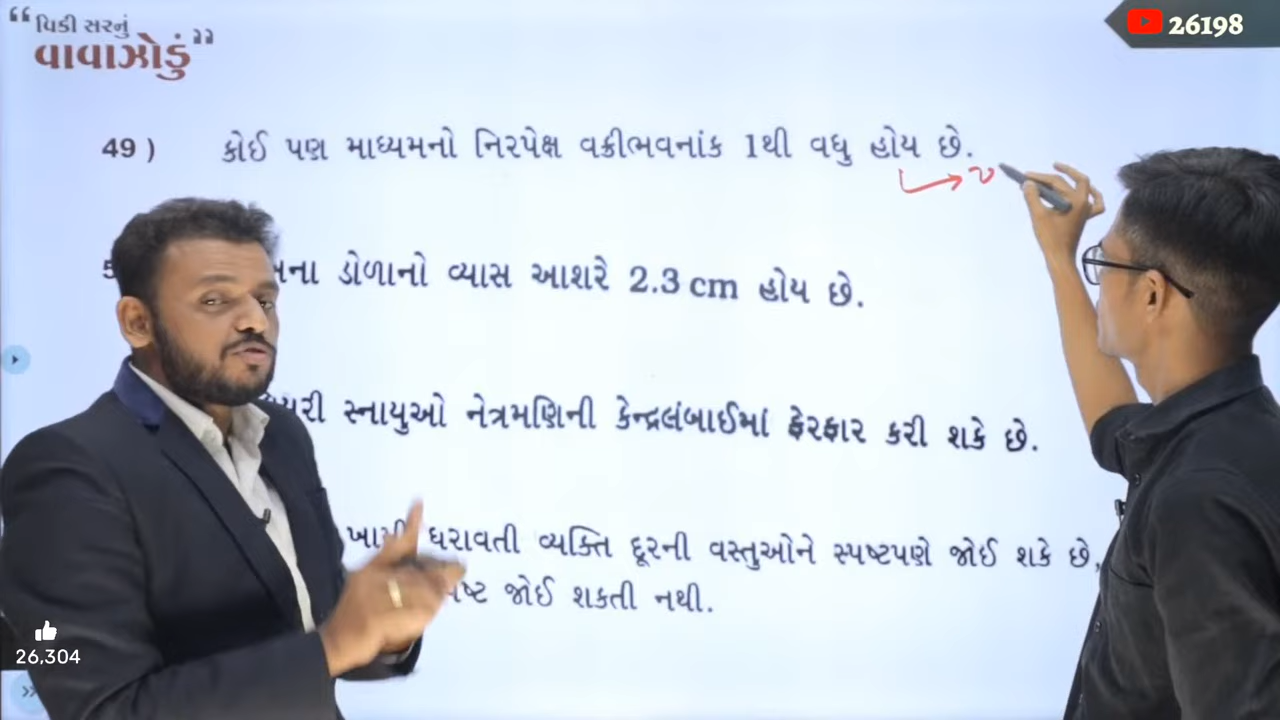 “ વિકી સરનું
વાવાઝોડું ”
26198
49 ) કોઈ પણ માધ્યમનો નિરપેક્ષ વક્રીભવનાંક 1થી વધુ હોય છે.
ડોળાનો વ્યાસ આશરે 2.3 cm હોય છે.
સ્નાયુઓ નેત્રમણિની કેન્દ્રલંબાઈમાં ફેરફાર કરી શકે છે.
ખામી ધરાવતી વ્યક્તિ દૂરની વસ્તુઓને સ્પષ્ટપણે જોઈ શકે છે,
જોઈ શકતી નથી.
26,304